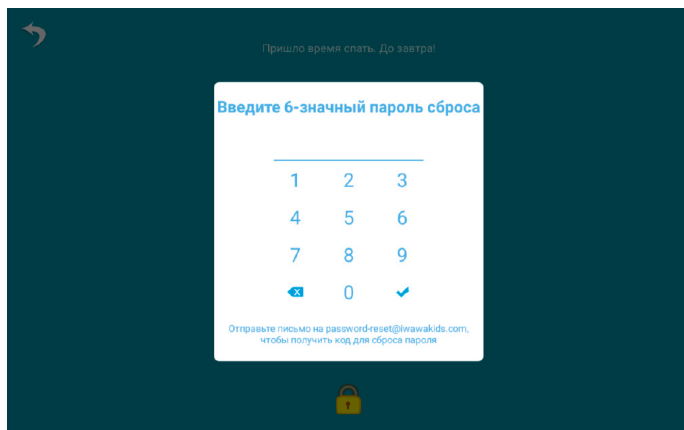 Пришло время спать. До завтра!
Введите 6-значный пароль сброса
1 2 3
4 5 6
7 8 9
0
Отправьте письмо на password-reset@iwawakids.com,
чтобы получить код для сброса пароля